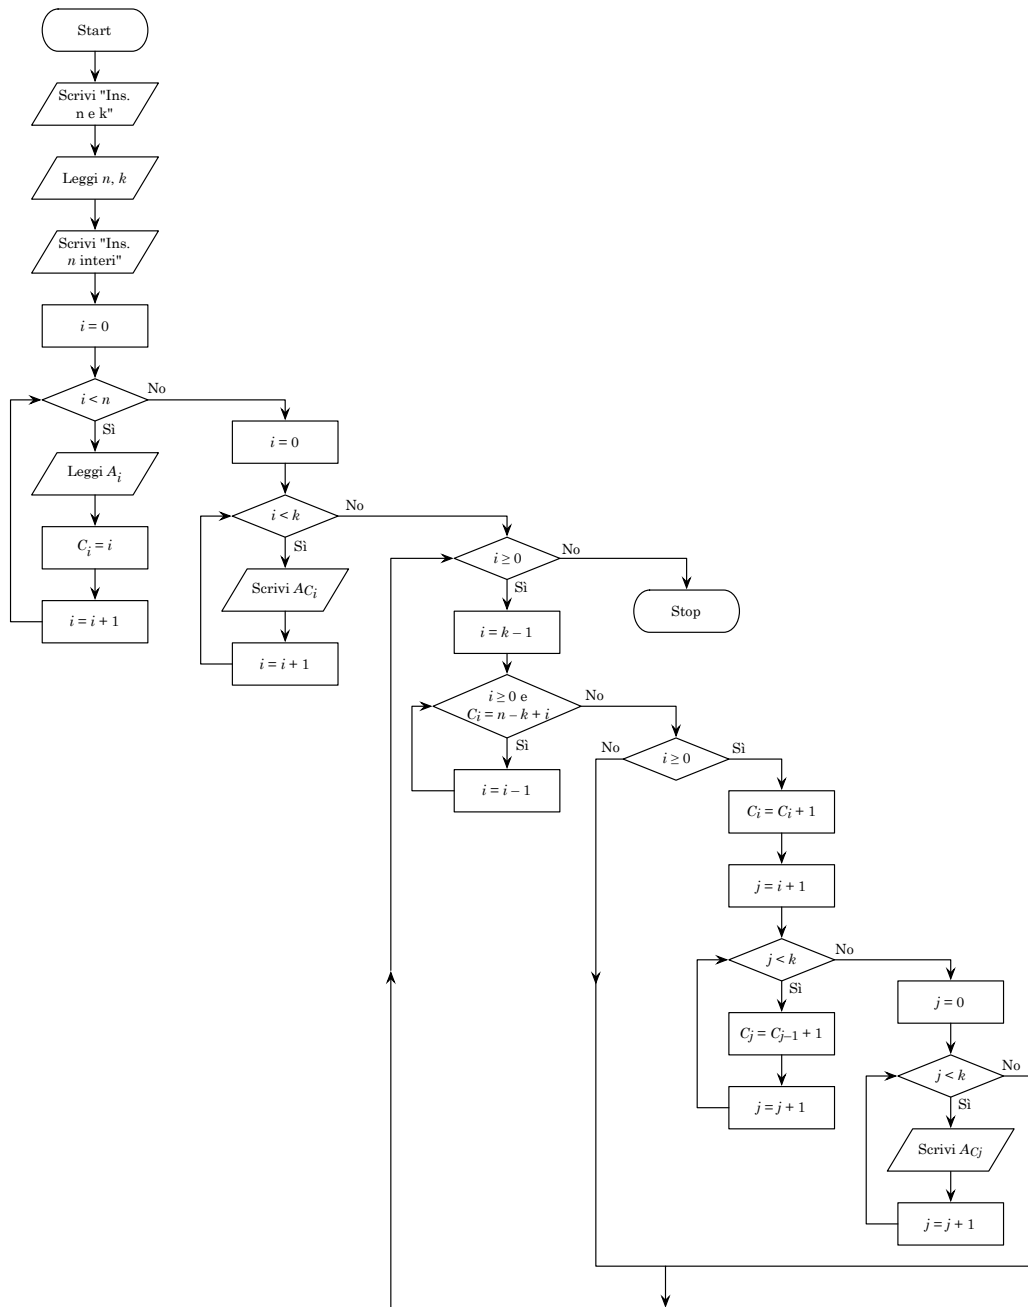 Start
Scrivi "Ins.
n e k"
Leggi n, k
Scrivi "Ins.
n interi"
i = 0
i < n
No
Sì
Leggi A_i
C_i = i
i = i + 1
i = 0
i < k
No
Sì
Scrivi A_{C_i}
i = i + 1
i ≥ 0
No
Sì
Stop
i = k – 1
i ≥ 0 e
C_i = n – k + i
No
Sì
i = i – 1
No
i ≥ 0
Sì
C_i = C_i + 1
j = i + 1
j < k
No
Sì
C_j = C_{j–1} + 1
j = j + 1
j = 0
j < k
No
Sì
Scrivi A_{Cj}
j = j + 1